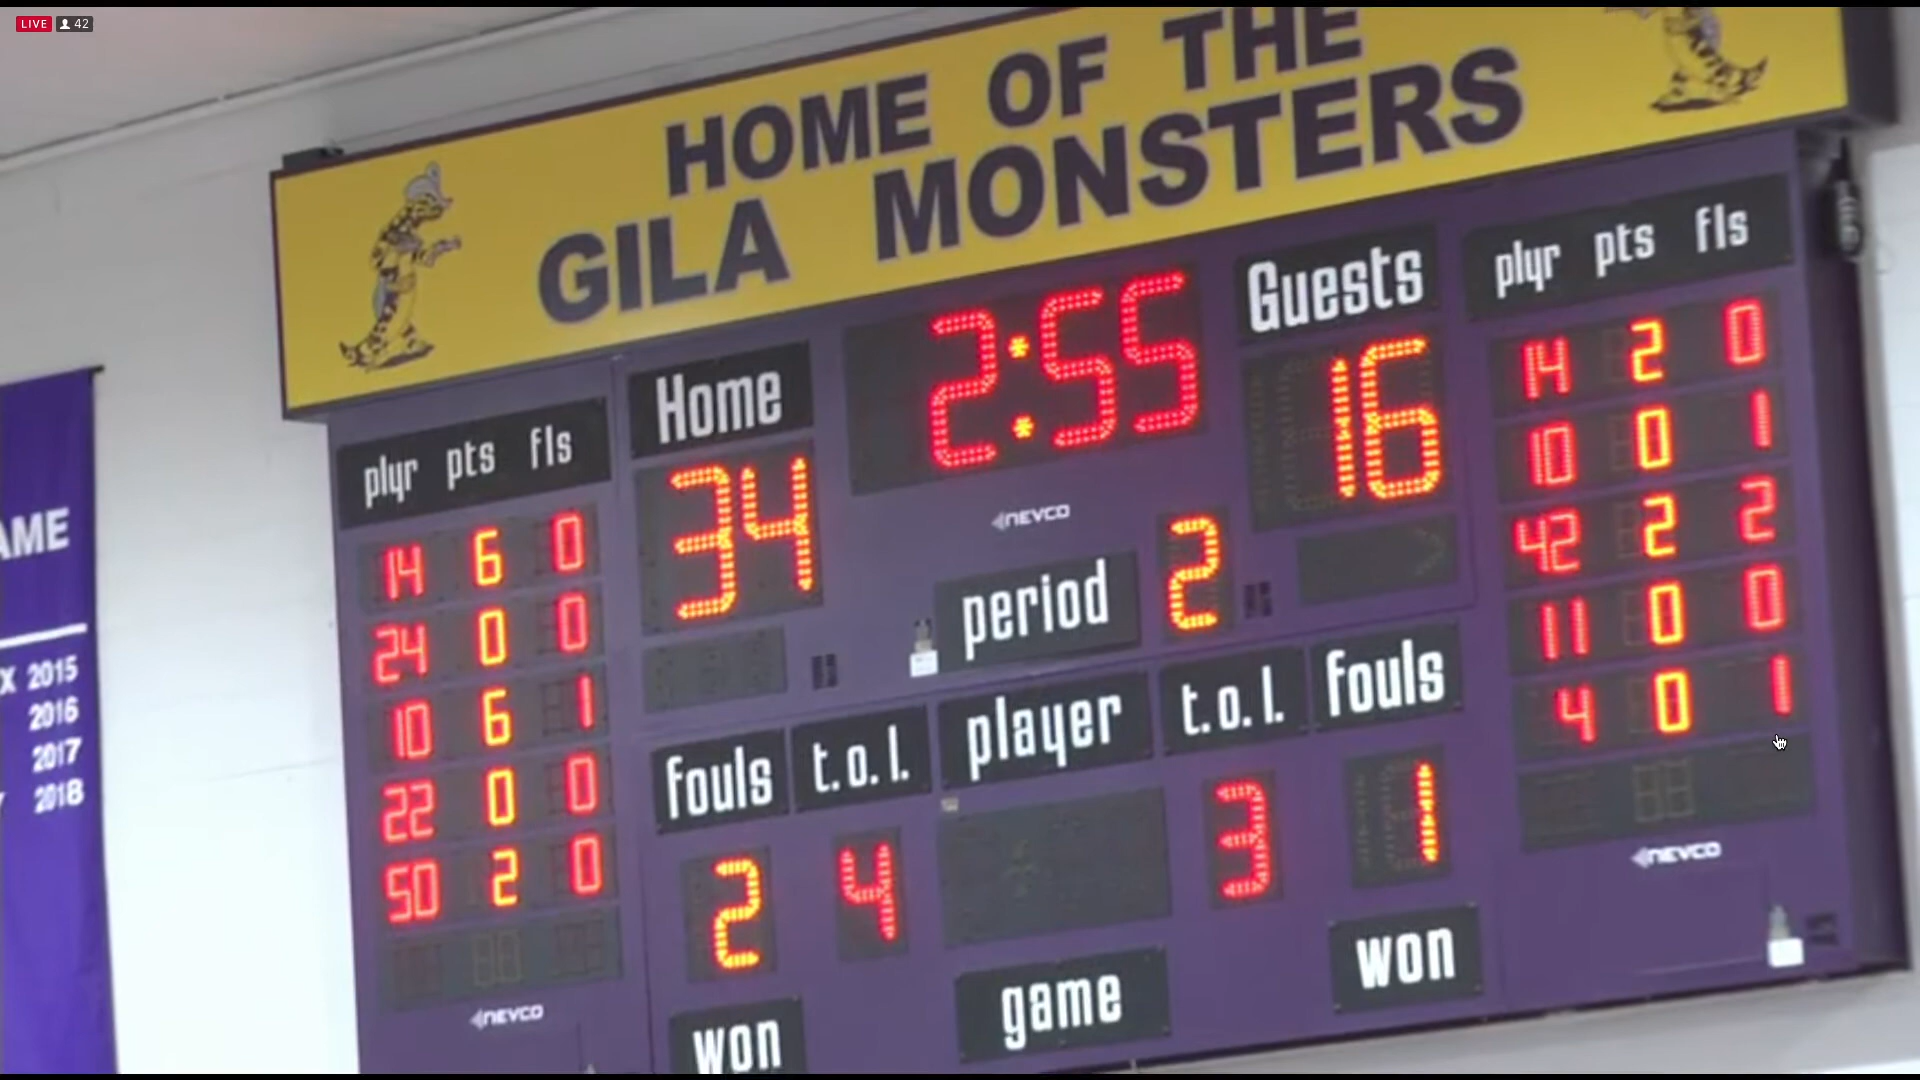 LIVE 42
HOME OF THE
GILA MONSTERS
plyr pts fls
14 6 0
24 0 0
10 6 1
22 0 0
50 2 0
NEVCO
Home
34
2:55
NEVCO
Guests
16
period 2
fouls t.o.l. player t.o.l. fouls
2 4 3 1
won game won
plyr pts fls
14 2 0
10 0 1
42 2 2
11 0 0
4 0 1
NEVCO
AME
X 2015
2016
2017
2018